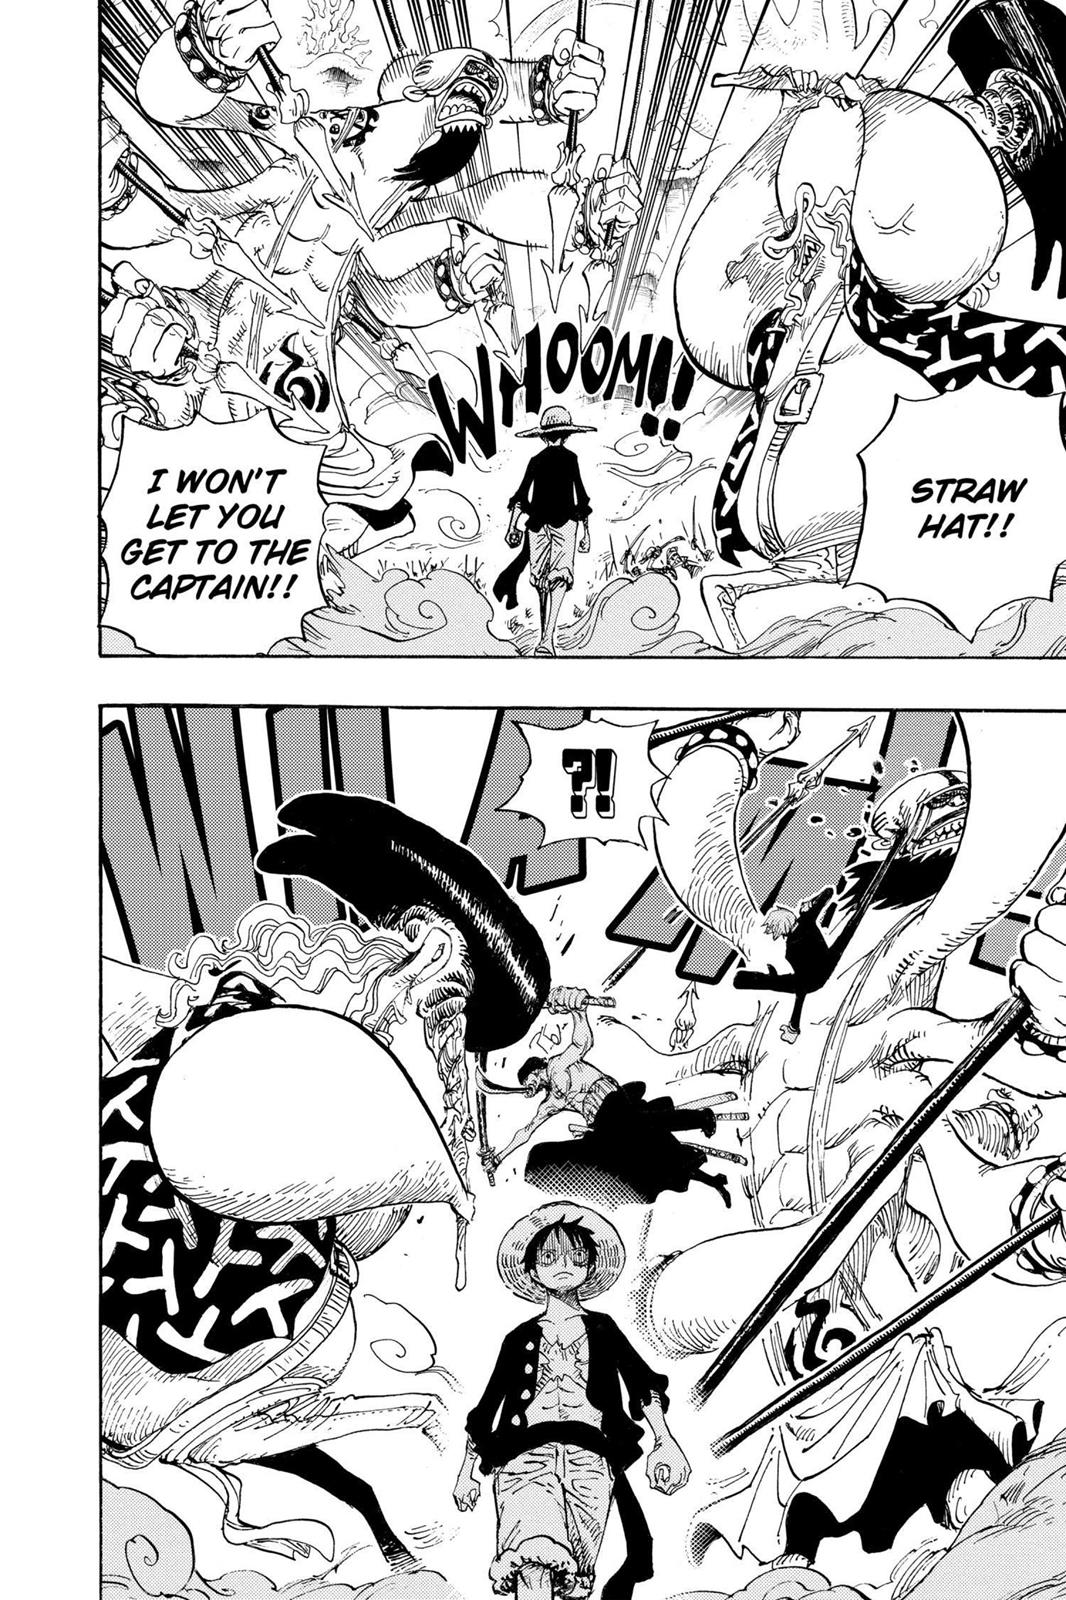 STRAW
HAT!!
WHOOM!!
I WON'T
LET YOU
GET TO THE
CAPTAIN!!
?!